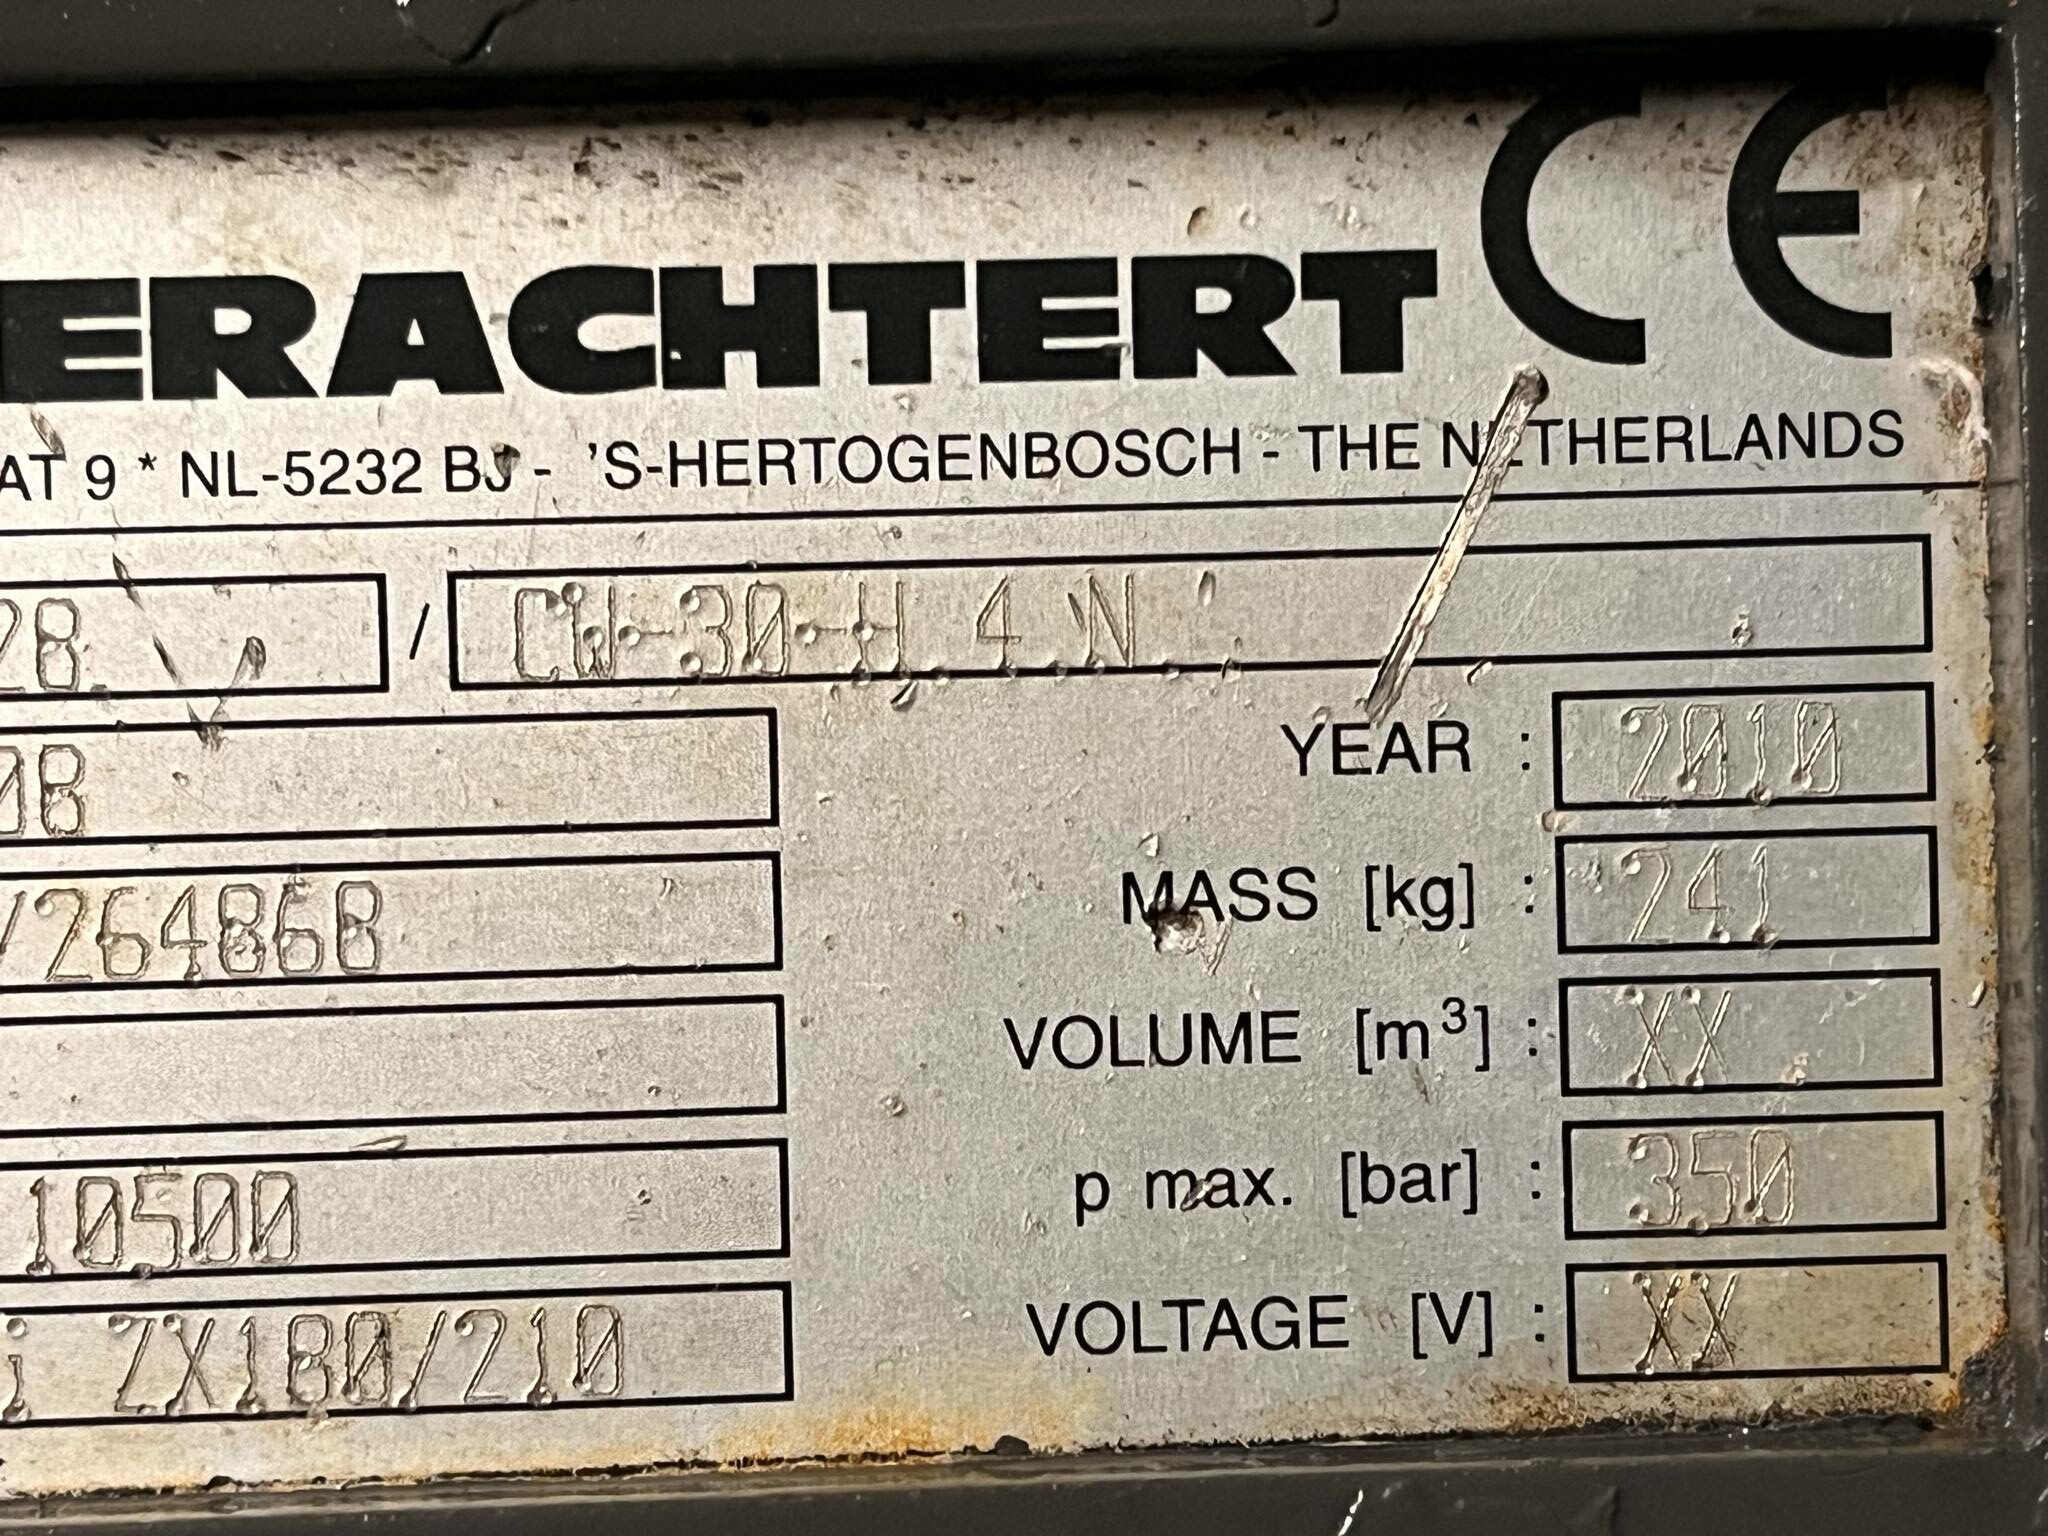 ERACHTERT CE
AT 9 * NL-5232 BJ - 'S-HERTOGENBOSCH - THE NETHERLANDS
28 / CW-30-H.4.N.
08 YEAR : 2010
/264868 MASS [kg] : 241
VOLUME [m³] : XX
10500 p max. [bar] : 350
i ZX180/210 VOLTAGE [V] : XX